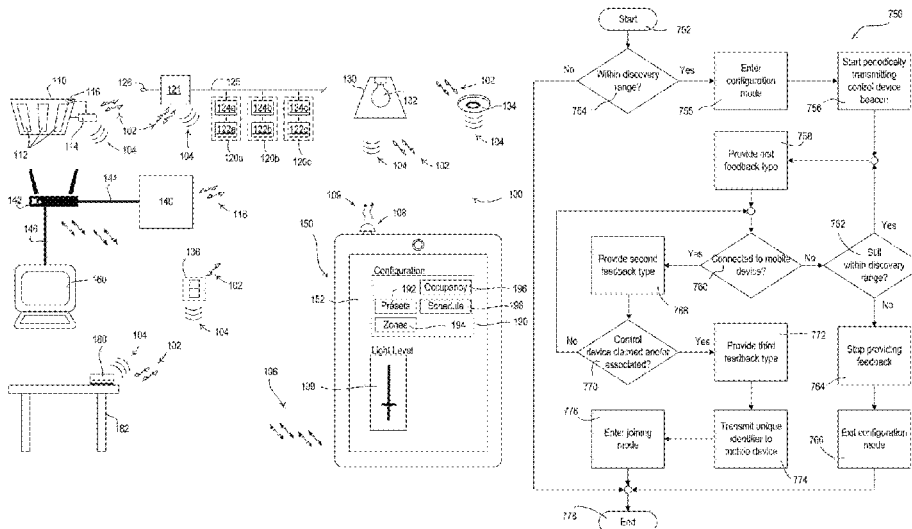 110
116
112
114
102
104
126
121
125
124a
124b
124c
122a
122b
122c
120a
120b
120c
104
130
132
104
102
102
134
104
142
143
140
116
146
160
136
102
104
104
102
180
182
100
109
108
150
152
Configuration
192
Occupancy
196
Presets
Schedule
198
Zones
194
190
Light Level
199
106
750
Start
752
No
Within discovery
range?
Yes
754
Enter
configuration
mode
755
Start periodically
transmitting
control device
beacon
756
758
Provide first
feedback type
Provide second
feedback type
Yes
Connected to mobile
device?
760
No
762
Still
within discovery
range?
Yes
No
768
No
Control
device claimed and/or
associated?
770
Yes
772
Provide third
feedback type
Stop providing
feedback
764
776
Enter joining
mode
Transmit unique
identifier to
mobile device
774
Exit configuration
mode
766
778
End